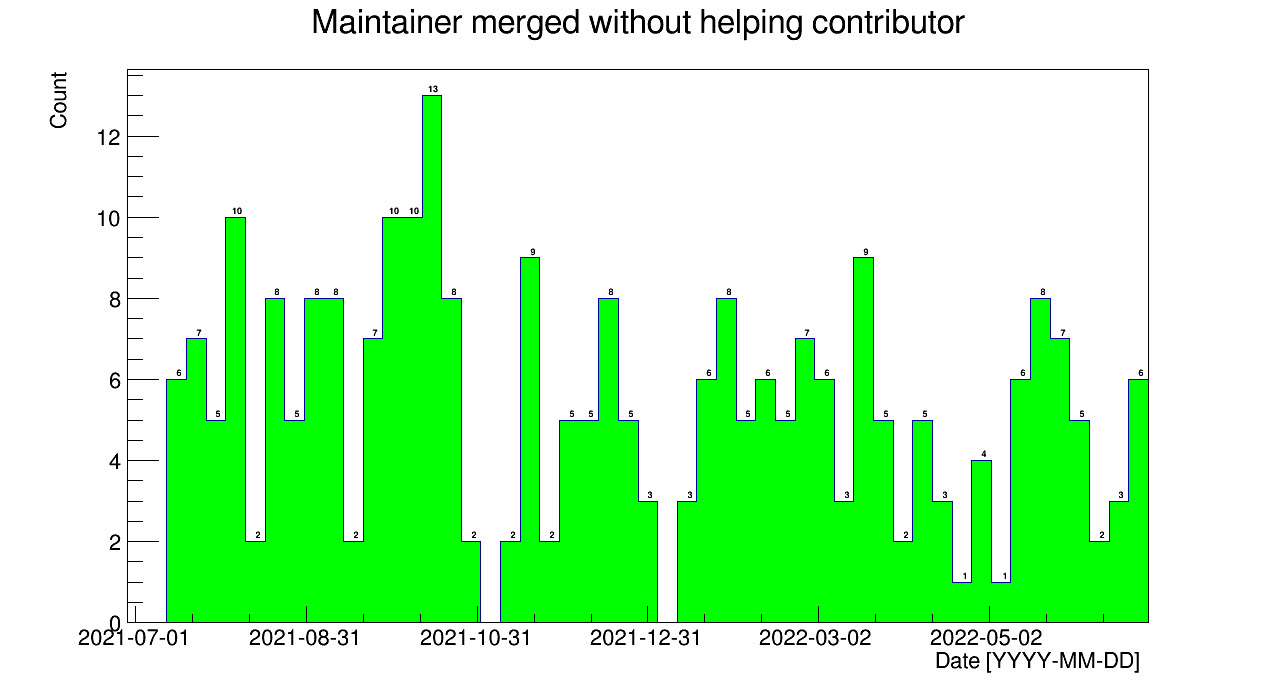 Maintainer merged without helping contributor
Count
12
10
8
6
4
2
0
13
10
10 10
9 9
8 8 8 8 8 8 8
7 7 7 7
6 6 6 6 6 6
5 5 5 5 5 5 5 5 5 5
4
3 3 3 3 3
2 2 2 2 2 2 2
1 1
2021-07-01 2021-08-31 2021-10-31 2021-12-31 2022-03-02 2022-05-02
Date [YYYY-MM-DD]